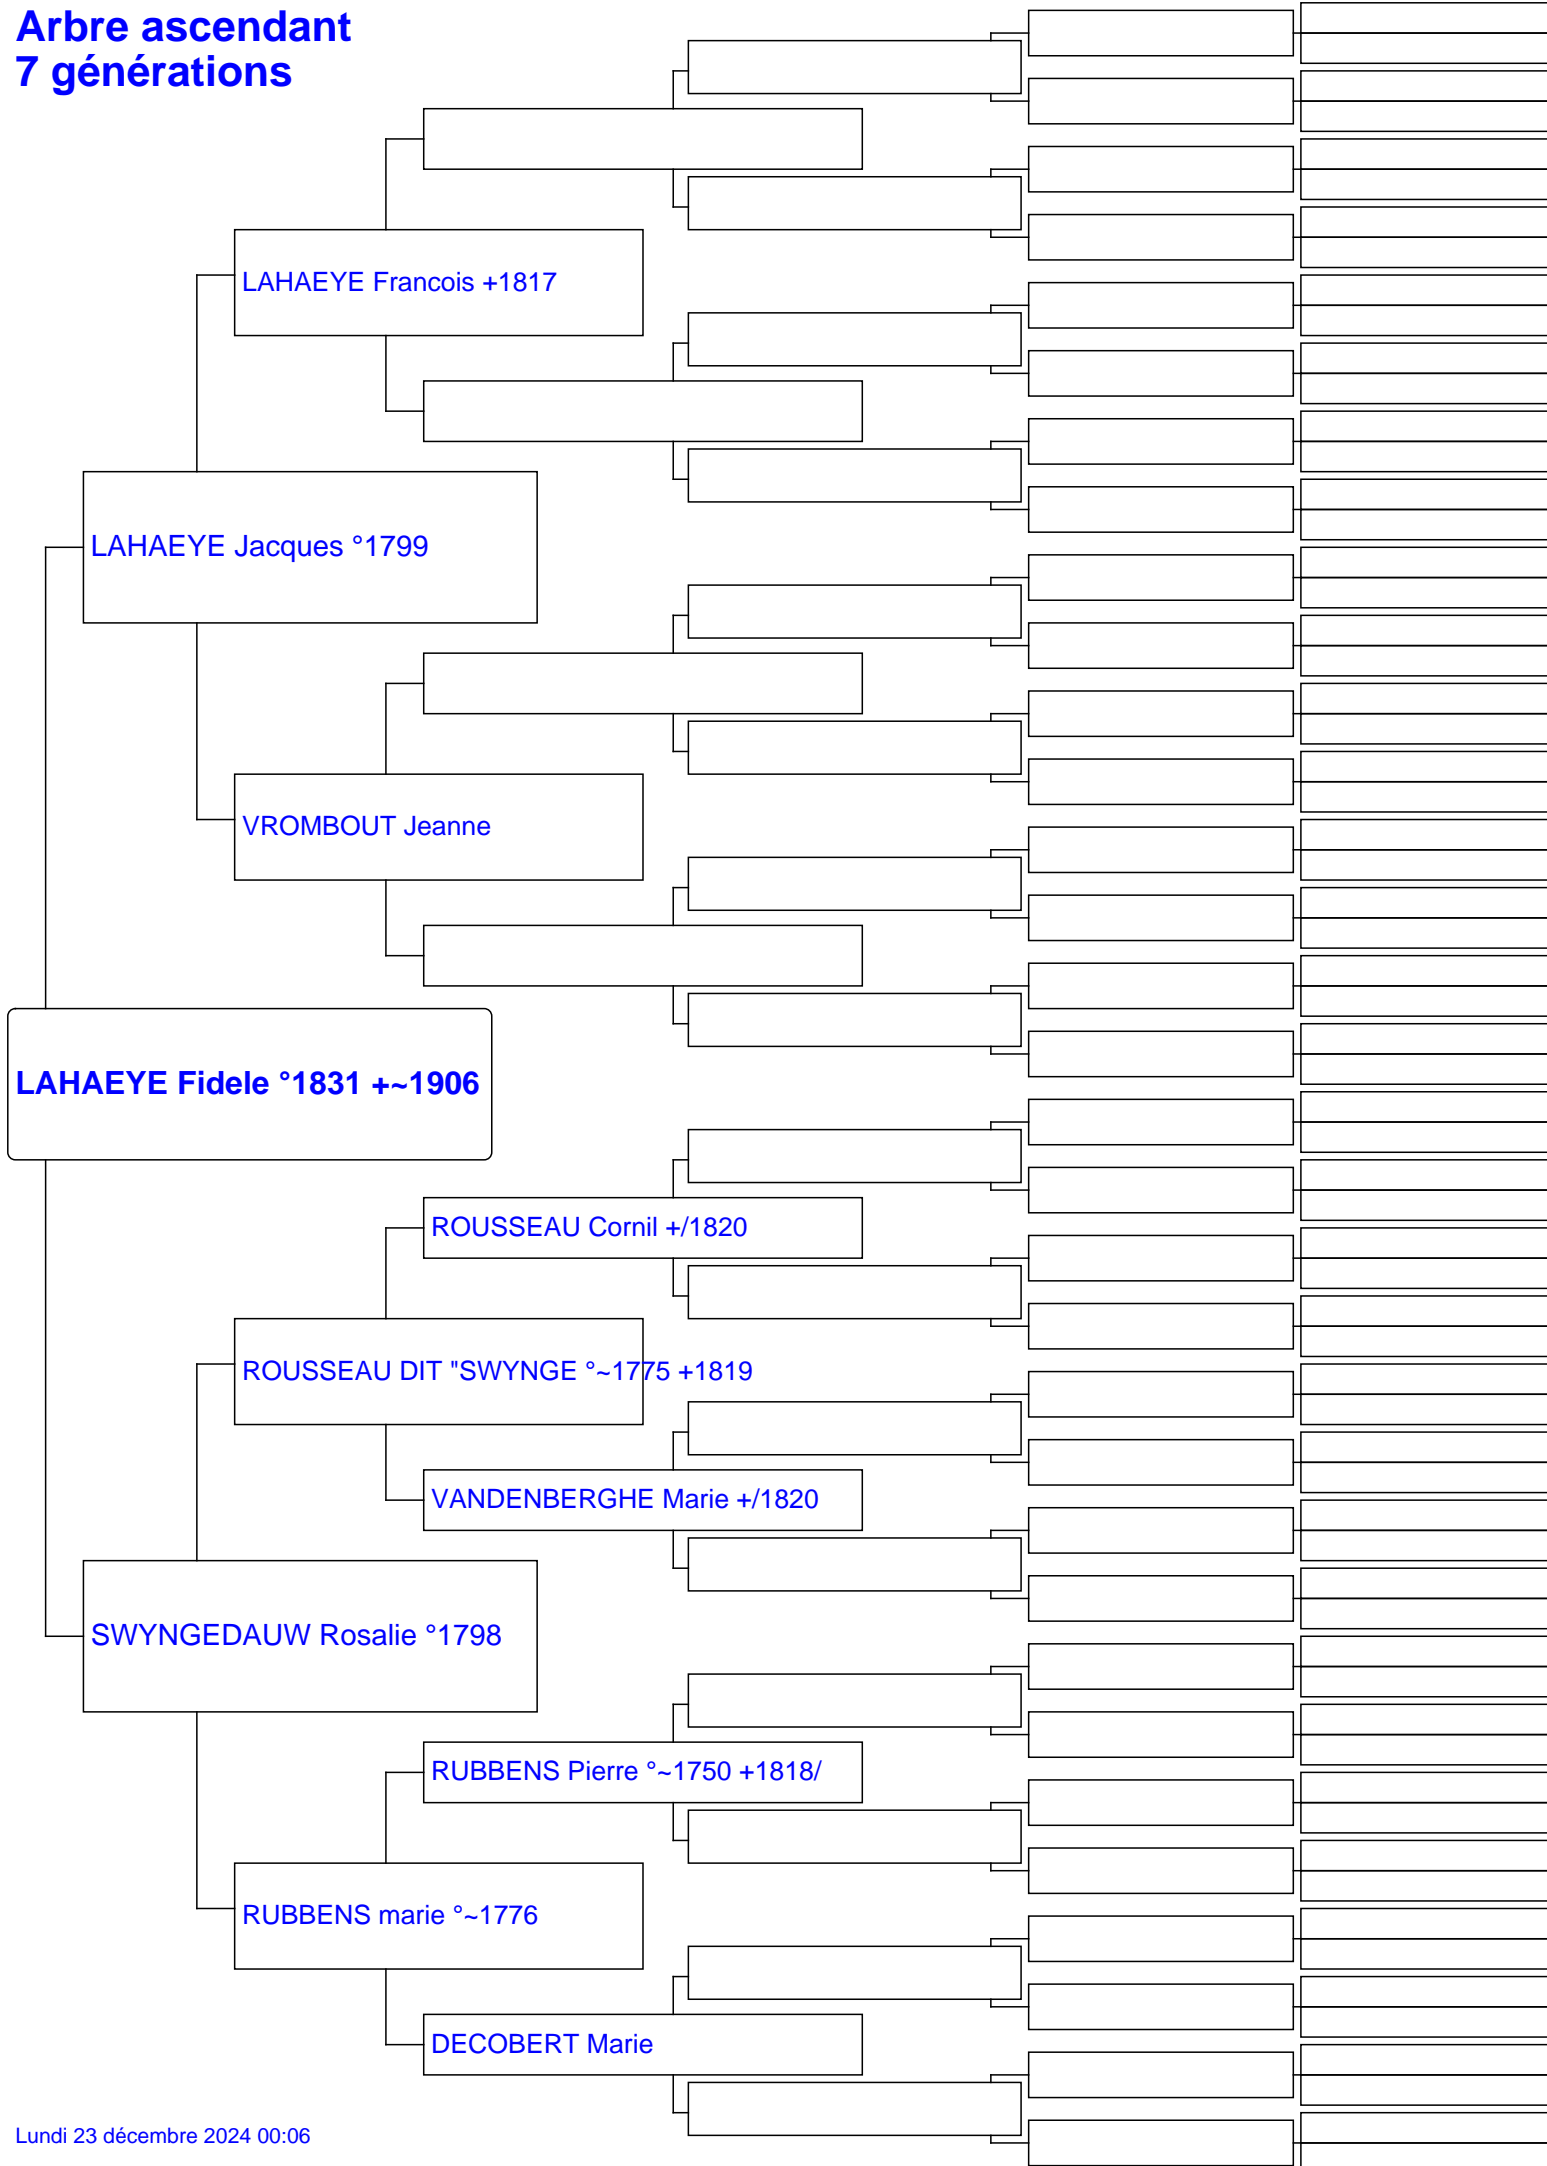 Arbre ascendant
7 générations
LAHAEYE Francois +1817
LAHAEYE Jacques °1799
VROMBOUT Jeanne
LAHAEYE Fidele °1831 +~1906
ROUSSEAU Cornil +/1820
ROUSSEAU DIT "SWYNGE °~1775 +1819
VANDENBERGHE Marie +/1820
SWYNGEDAUW Rosalie °1798
RUBBENS Pierre °~1750 +1818/
RUBBENS marie °~1776
DECOBERT Marie
Lundi 23 décembre 2024 00:06